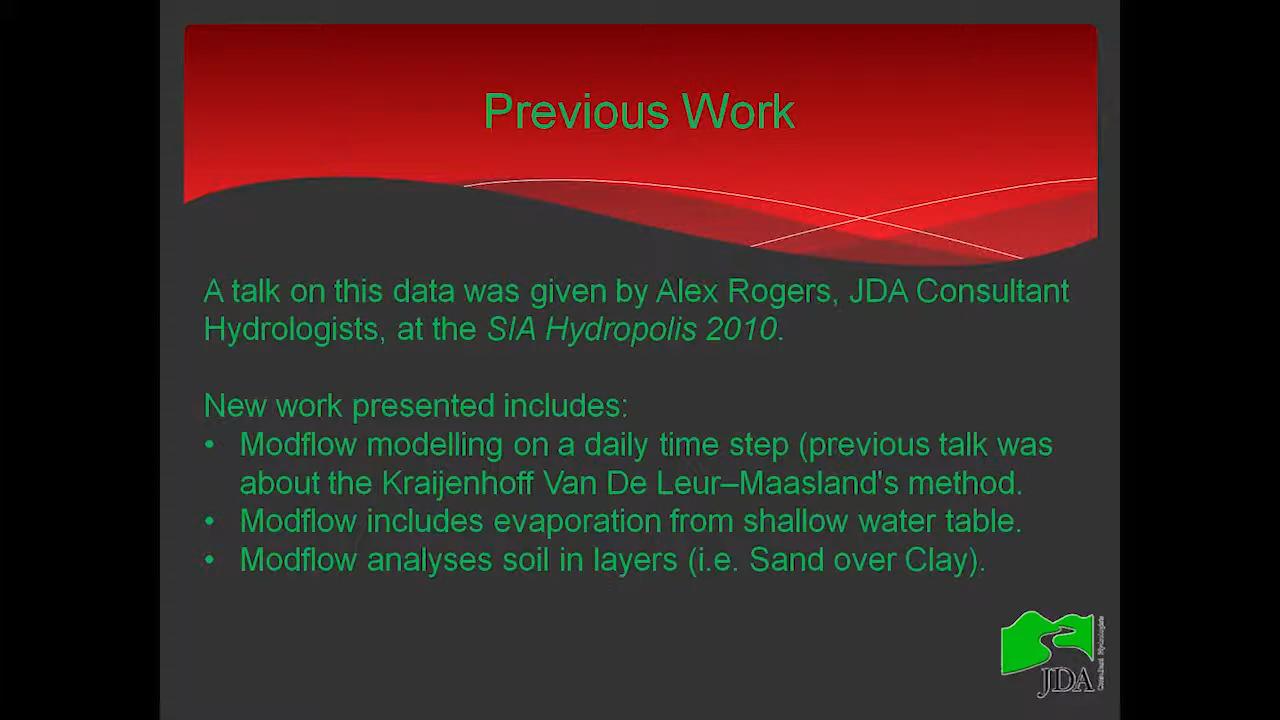 Previous Work
A talk on this data was given by Alex Rogers, JDA Consultant
Hydrologists, at the SIA Hydropolis 2010.
New work presented includes:
• Modflow modelling on a daily time step (previous talk was
about the Kraijenhoff Van De Leur–Maasland's method.
• Modflow includes evaporation from shallow water table.
• Modflow analyses soil in layers (i.e. Sand over Clay).
JDA
Consultant Hydrologists